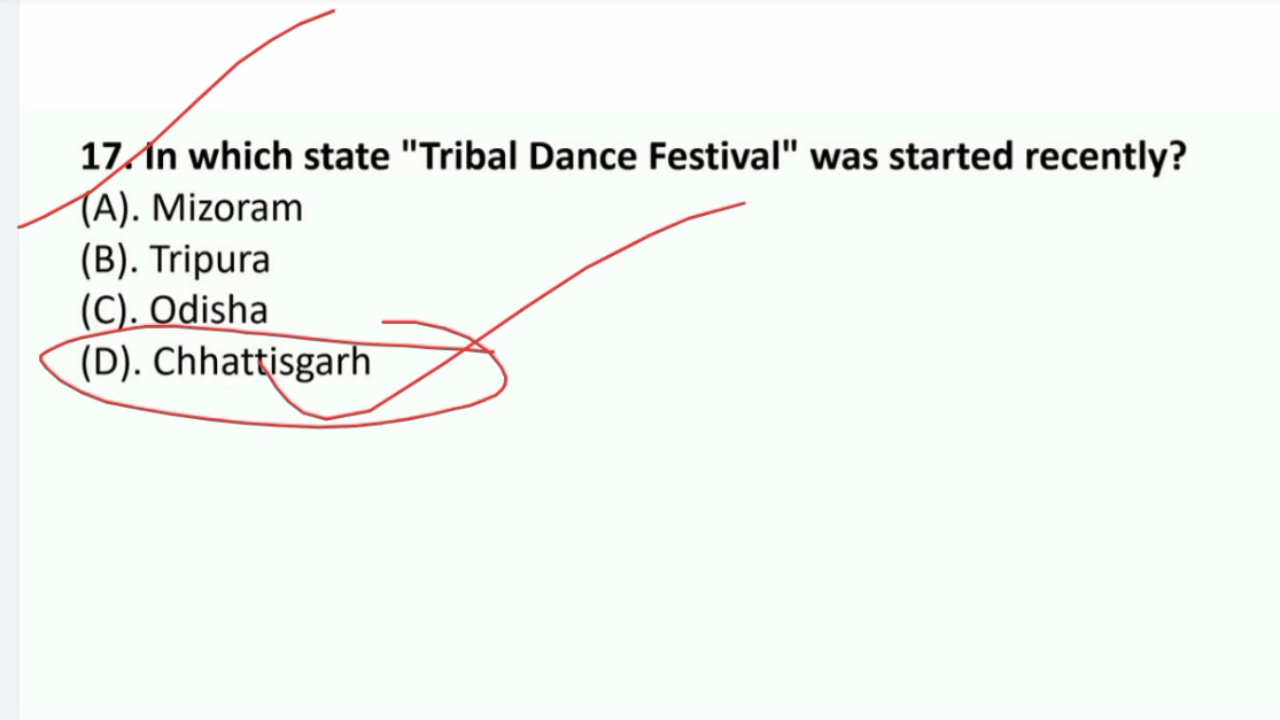 17. In which state "Tribal Dance Festival" was started recently?
(A). Mizoram
(B). Tripura
(C). Odisha
(D). Chhattisgarh